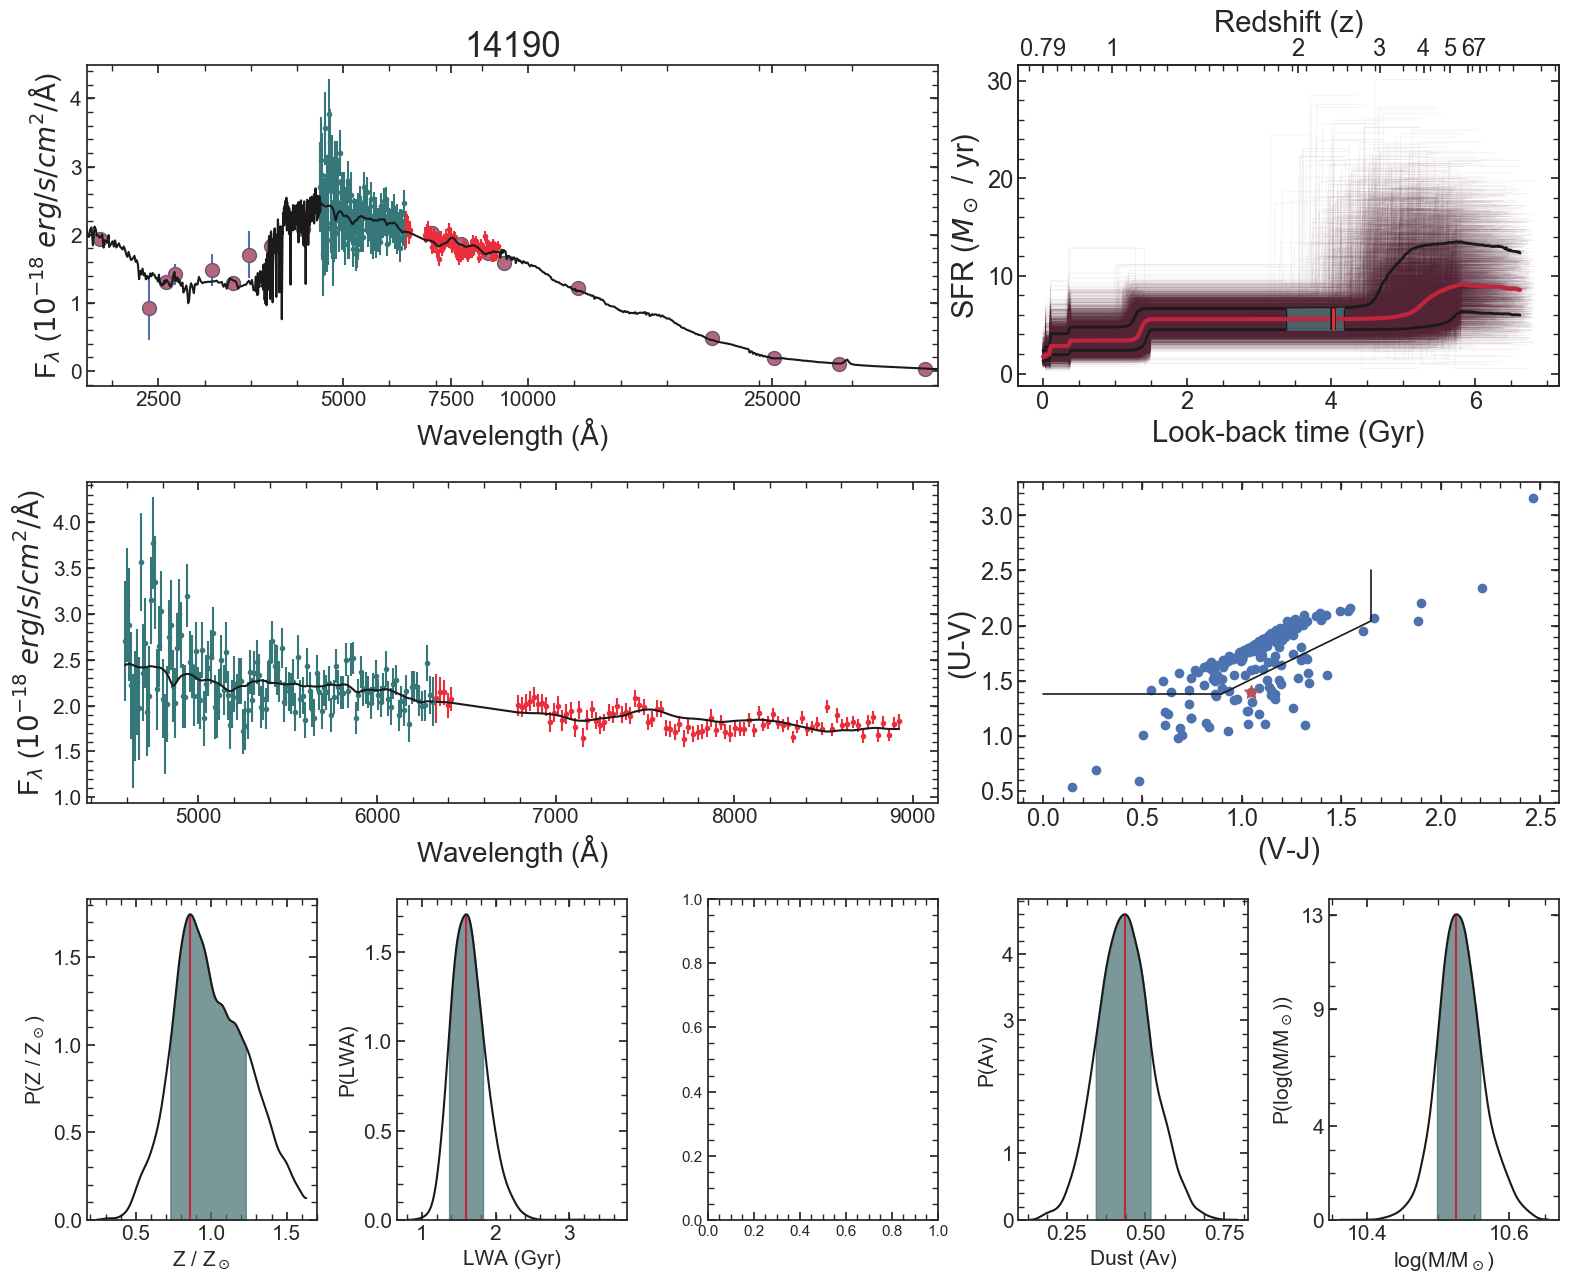 14190
4
3
2
1
0
F_λ (10^{-18} erg/s/cm^2/Å)
2500 5000 7500 10000 25000
Wavelength (Å)
Redshift (z)
0.79 1 2 3 4 5 6 7
30
20
10
0
SFR (M_⊙ / yr)
0 2 4 6
Look-back time (Gyr)
4.0
3.5
3.0
2.5
2.0
1.5
1.0
F_λ (10^{-18} erg/s/cm^2/Å)
5000 6000 7000 8000 9000
Wavelength (Å)
3.0
2.5
2.0
1.5
1.0
0.5
(U-V)
0.0 0.5 1.0 1.5 2.0 2.5
(V-J)
1.5
1.0
0.5
0.0
P(Z / Z_⊙)
0.5 1.0 1.5
Z / Z_⊙
1.5
1.0
0.5
0.0
P(LWA)
1 2 3
LWA (Gyr)
1.0
0.8
0.6
0.4
0.2
0.0
0.0 0.2 0.4 0.6 0.8 1.0
4
3
1
0
P(Av)
0.25 0.50 0.75
Dust (Av)
13
9
4
0
P(log(M/M_⊙))
10.4 10.6
log(M/M_⊙)